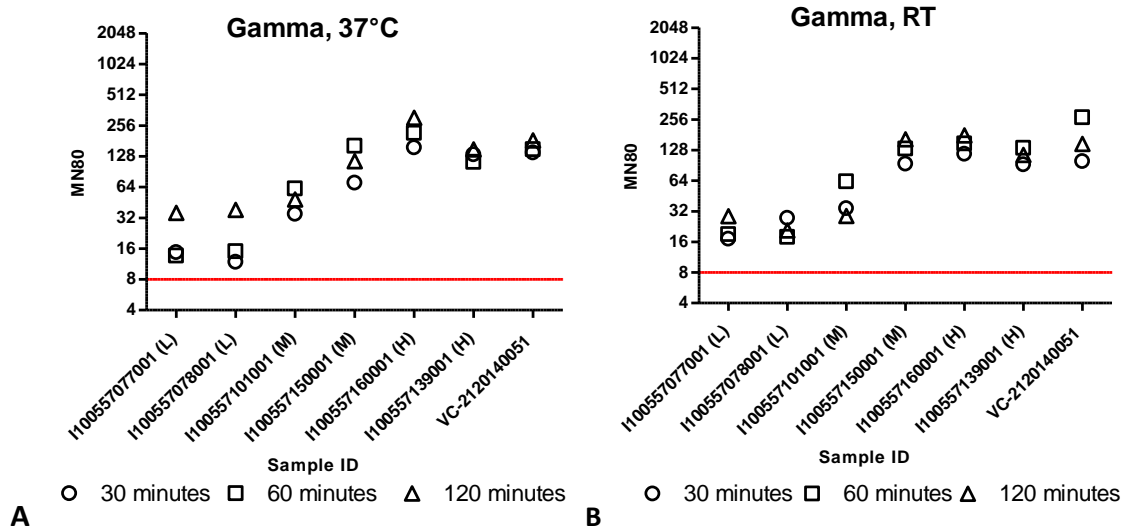 Gamma, 37°C
2048
1024
512
256
128
64
32
16
8
4
MN80
I100557077001 (L)
I100557078001 (L)
I100557101001 (M)
I100557150001 (M)
I100557160001 (H)
I100557139001 (H)
VC-2120140051
Sample ID
30 minutes
60 minutes
120 minutes
A
Gamma, RT
2048
1024
512
256
128
64
32
16
8
4
MN80
I100557077001 (L)
I100557078001 (L)
I100557101001 (M)
I100557150001 (M)
I100557160001 (H)
I100557139001 (H)
VC-2120140051
Sample ID
30 minutes
60 minutes
120 minutes
B